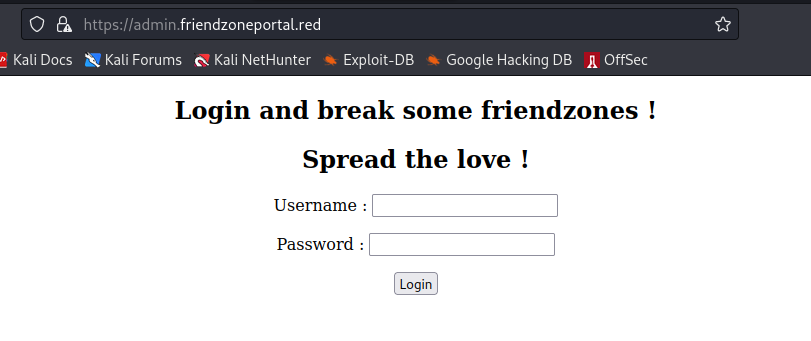 https://admin.friendzoneportal.red
Kali Docs Kali Forums Kali NetHunter Exploit-DB Google Hacking DB OffSec
Login and break some friendzones !
Spread the love !
Username :
Password :
Login